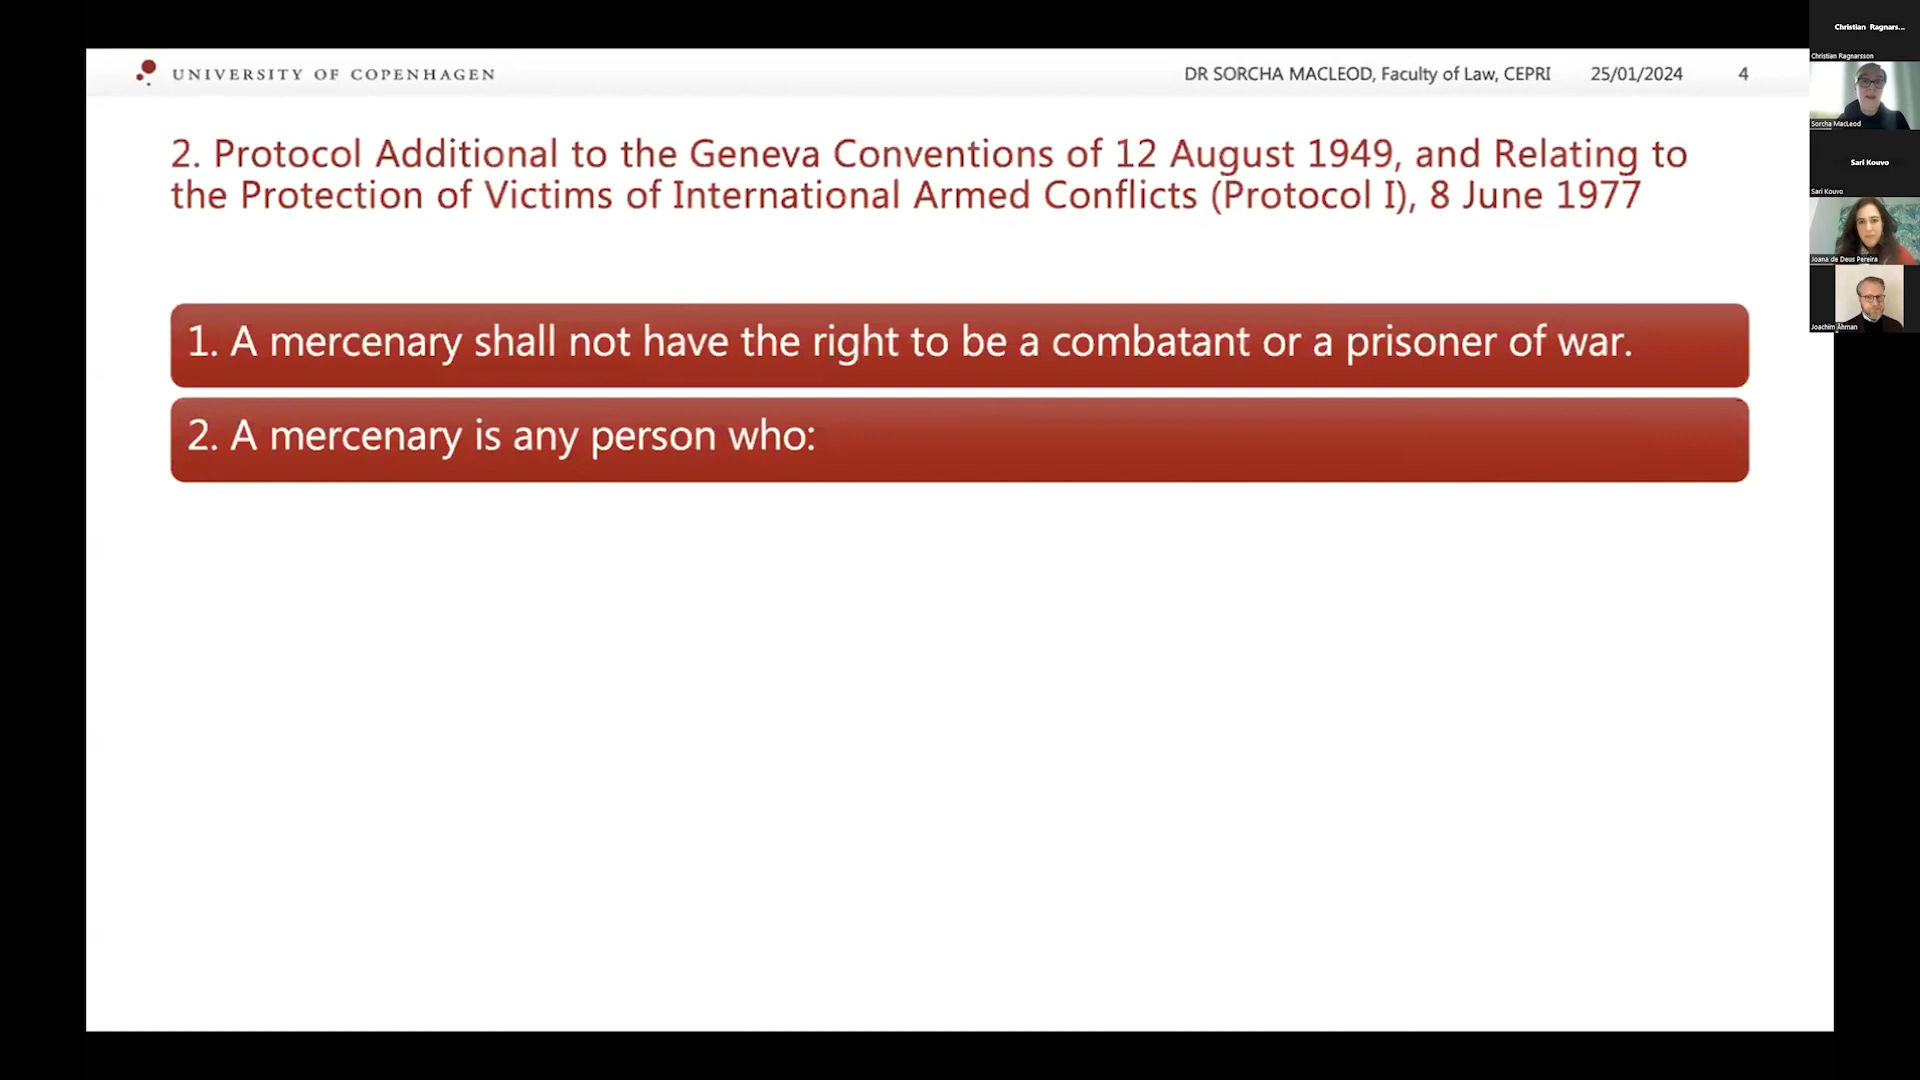 UNIVERSITY OF COPENHAGEN
DR SORCHA MACLEOD, Faculty of Law, CEPRI 25/01/2024 4
2. Protocol Additional to the Geneva Conventions of 12 August 1949, and Relating to
the Protection of Victims of International Armed Conflicts (Protocol I), 8 June 1977
1. A mercenary shall not have the right to be a combatant or a prisoner of war.
2. A mercenary is any person who:
Christian Ragnars...
Christian Ragnarsson
Sorcha MacLeod
Sari Kouvo
Sari Kouvo
Joana de Deus Pereira
Joachim Åhman